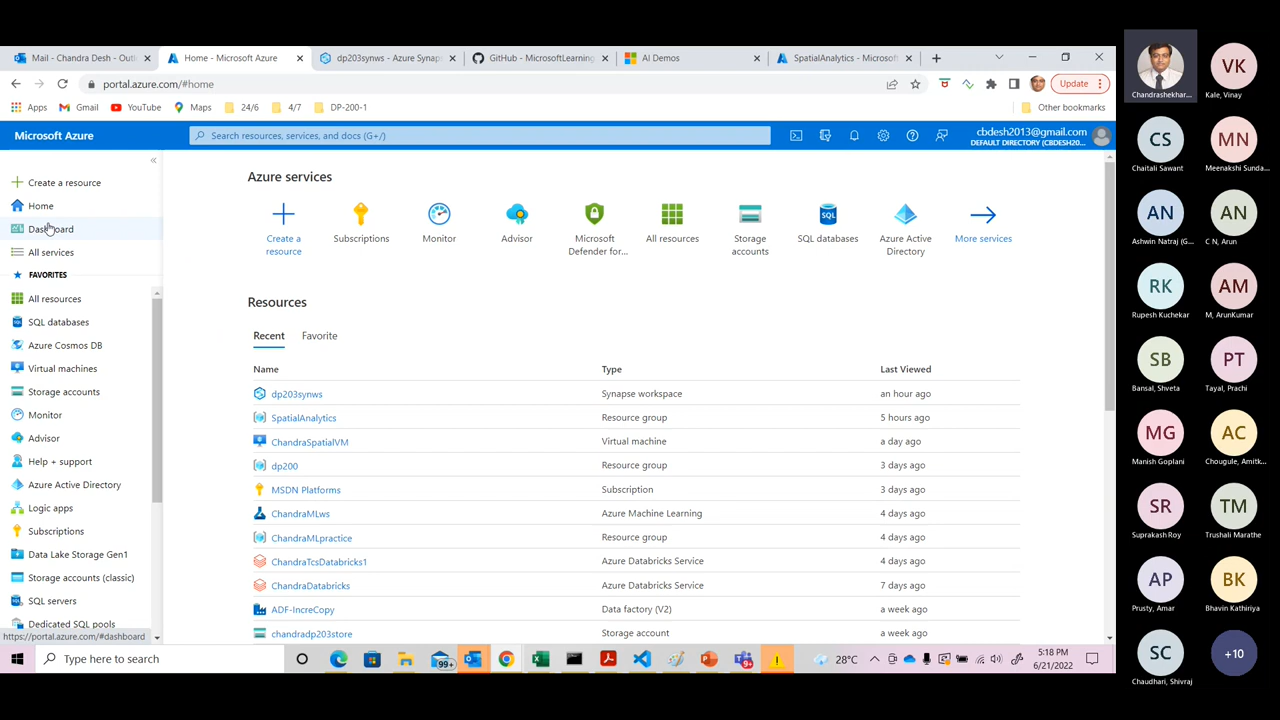 Mail - Chandra Desh - Outl
Home - Microsoft Azure
dp203synws - Azure Synap
GitHub - MicrosoftLearning
AI Demos
SpatialAnalytics - Microsoft
portal.azure.com/#home
Update
Apps
Gmail
YouTube
Maps
24/6
4/7
DP-200-1
Other bookmarks
Microsoft Azure
Search resources, services, and docs (G+/)
cbdesh2013@gmail.com
DEFAULT DIRECTORY (CBDESH20...
Create a resource
Home
Dashboard
All services
FAVORITES
All resources
SQL databases
Azure Cosmos DB
Virtual machines
Storage accounts
Monitor
Advisor
Help + support
Azure Active Directory
Logic apps
Subscriptions
Data Lake Storage Gen1
Storage accounts (classic)
SQL servers
Dedicated SQL pools
https://portal.azure.com/#dashboard
Azure services
Create a
resource
Subscriptions
Monitor
Advisor
Microsoft
Defender for...
All resources
Storage
accounts
SQL
SQL databases
Azure Active
Directory
More services
Resources
Recent Favorite
Name Type Last Viewed
dp203synws Synapse workspace an hour ago
SpatialAnalytics Resource group 5 hours ago
ChandraSpatialVM Virtual machine a day ago
dp200 Resource group 3 days ago
MSDN Platforms Subscription 3 days ago
ChandraMLws Azure Machine Learning 4 days ago
ChandraMLpractice Resource group 4 days ago
ChandraTcsDatabricks1 Azure Databricks Service 4 days ago
ChandraDatabricks Azure Databricks Service 7 days ago
ADF-IncreCopy Data factory (V2) a week ago
chandradp203store Storage account a week ago
Type here to search
99+
9+
28°C
5:18 PM
6/21/2022
Chandrashekhar...
VK
Kale, Vinay
CS
Chaitali Sawant
MN
Meenakshi Sunda...
AN
Ashwin Natraj (G...
AN
C N, Arun
RK
Rupesh Kuchekar
AM
M, ArunKumar
SB
Bansal, Shveta
PT
Tayal, Prachi
MG
Manish Goplani
AC
Chougule, Amitk...
SR
Suprakash Roy
TM
Trushali Marathe
AP
Prusty, Amar
BK
Bhavin Kathiriya
SC
Chaudhari, Shivraj
+10